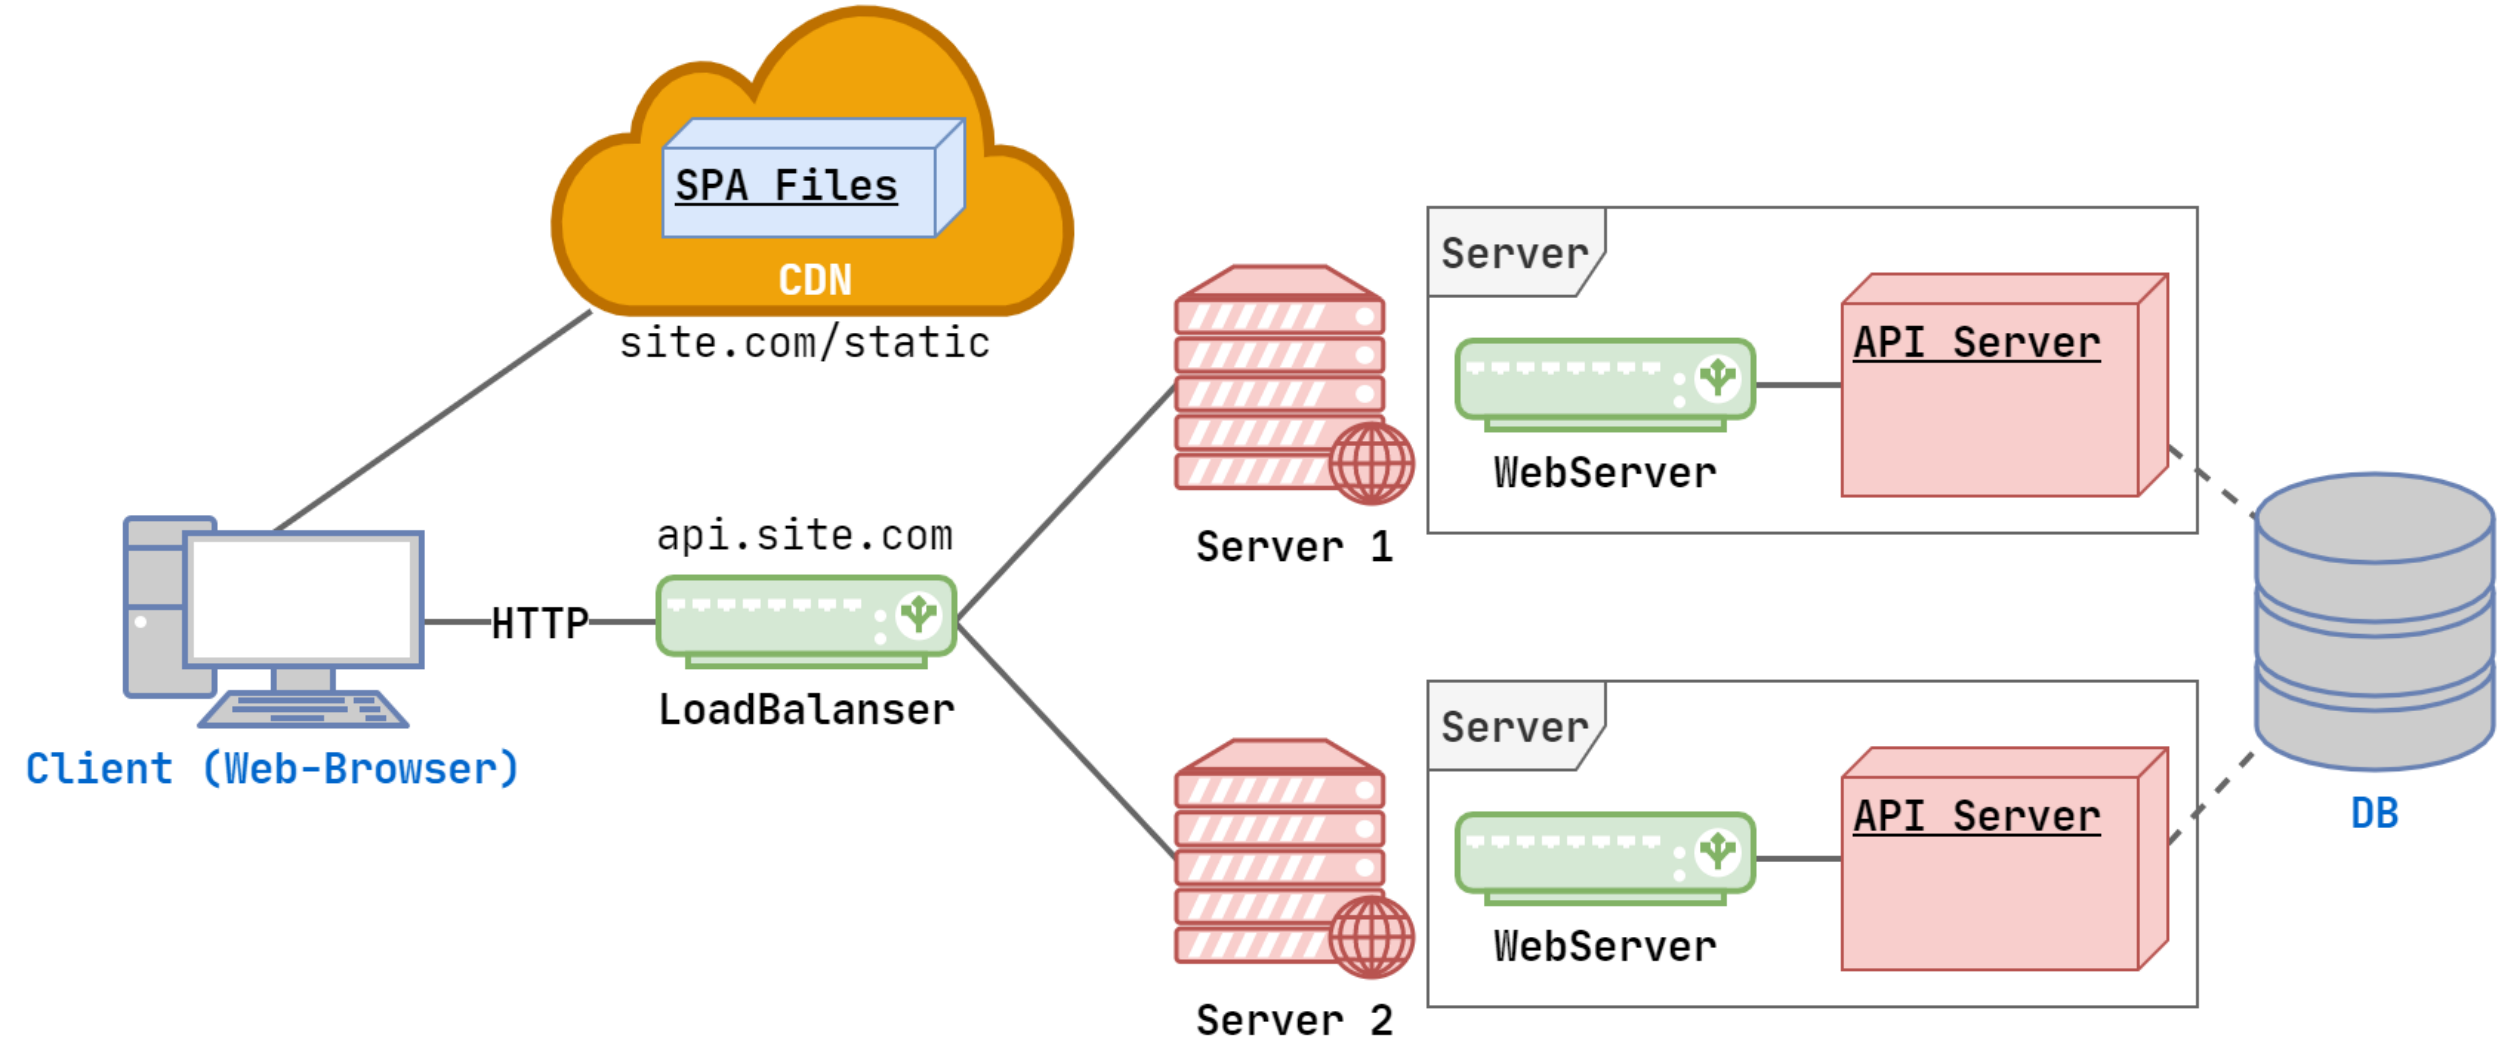 SPA Files
CDN
site.com/static
Server
API Server
WebServer
Server 1
api.site.com
HTTP
LoadBalanser
Client (Web-Browser)
Server
API Server
WebServer
Server 2
DB